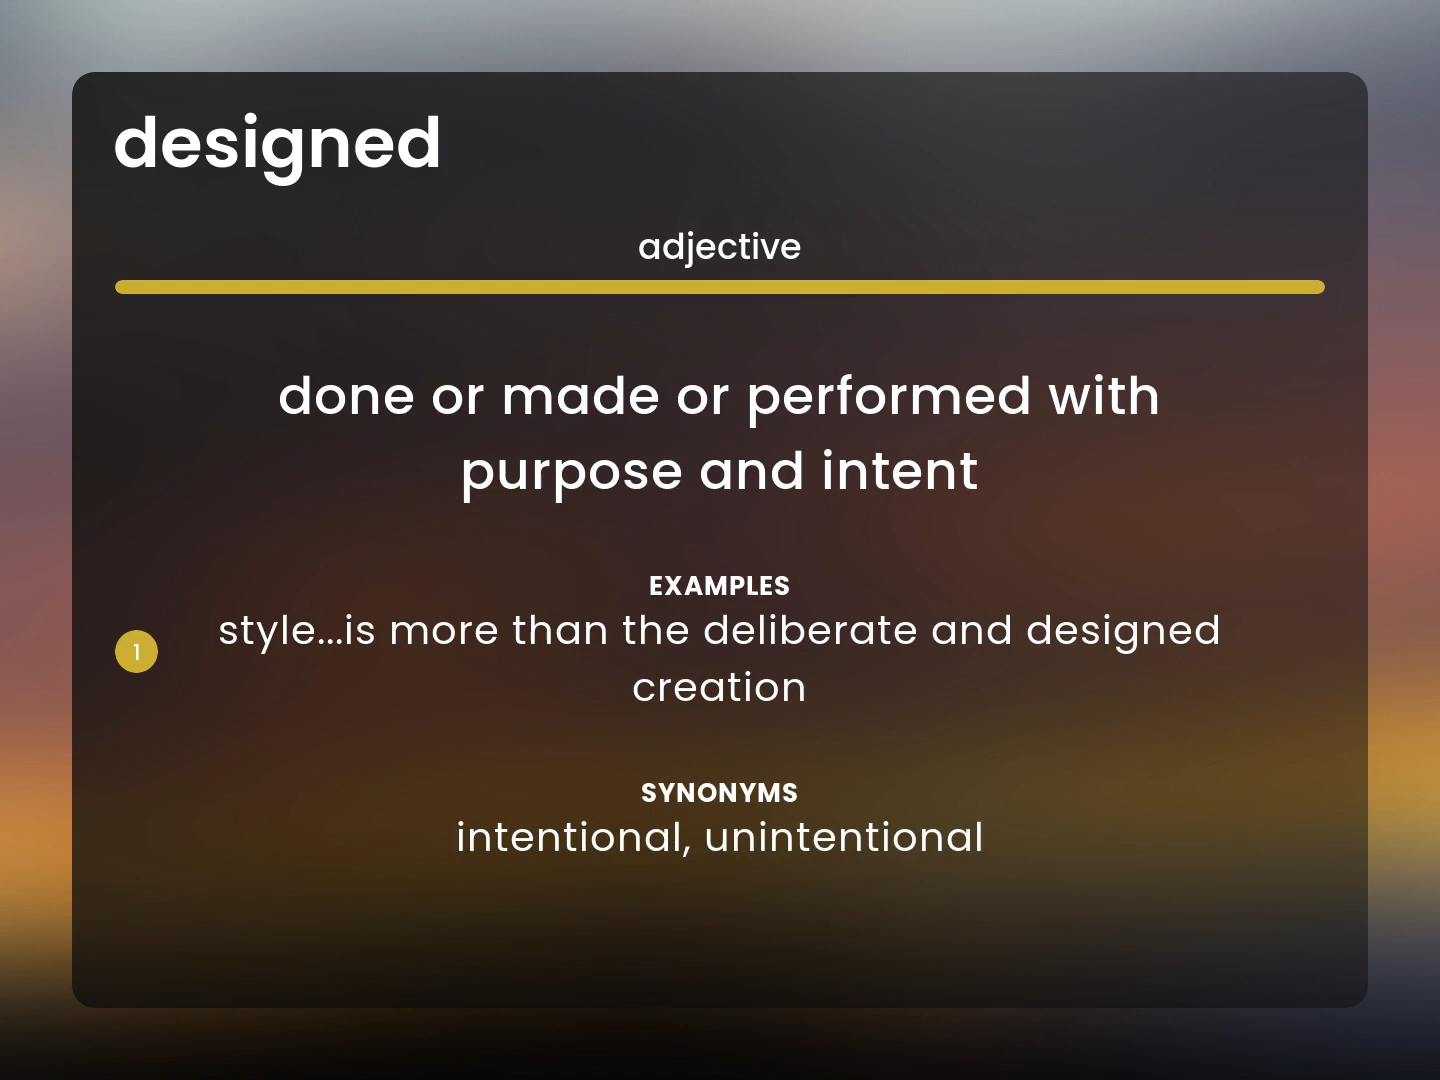 designed
adjective
done or made or performed with
purpose and intent
EXAMPLES
style...is more than the deliberate and designed
1
creation
SYNONYMS
intentional, unintentional